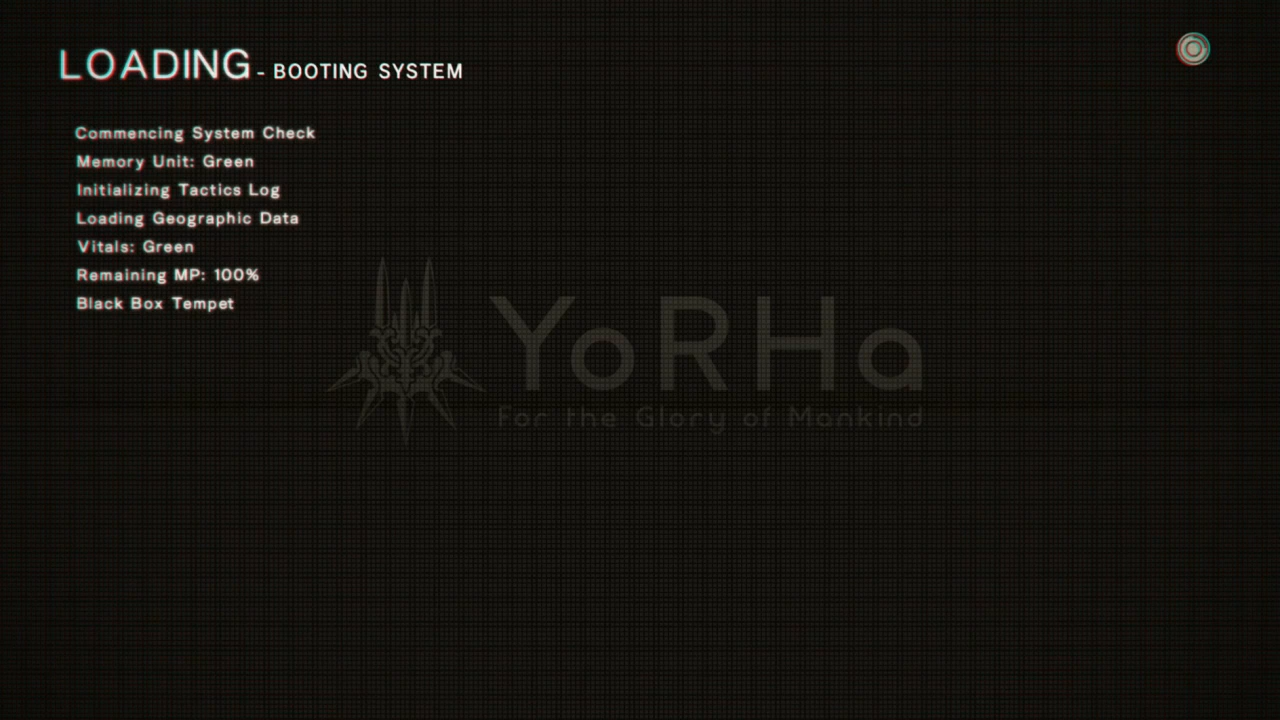 LOADING - BOOTING SYSTEM
Commencing System Check
Memory Unit: Green
Initializing Tactics Log
Loading Geographic Data
Vitals: Green
Remaining MP: 100%
Black Box Tempet
YoRHa
For the Glory of Mankind